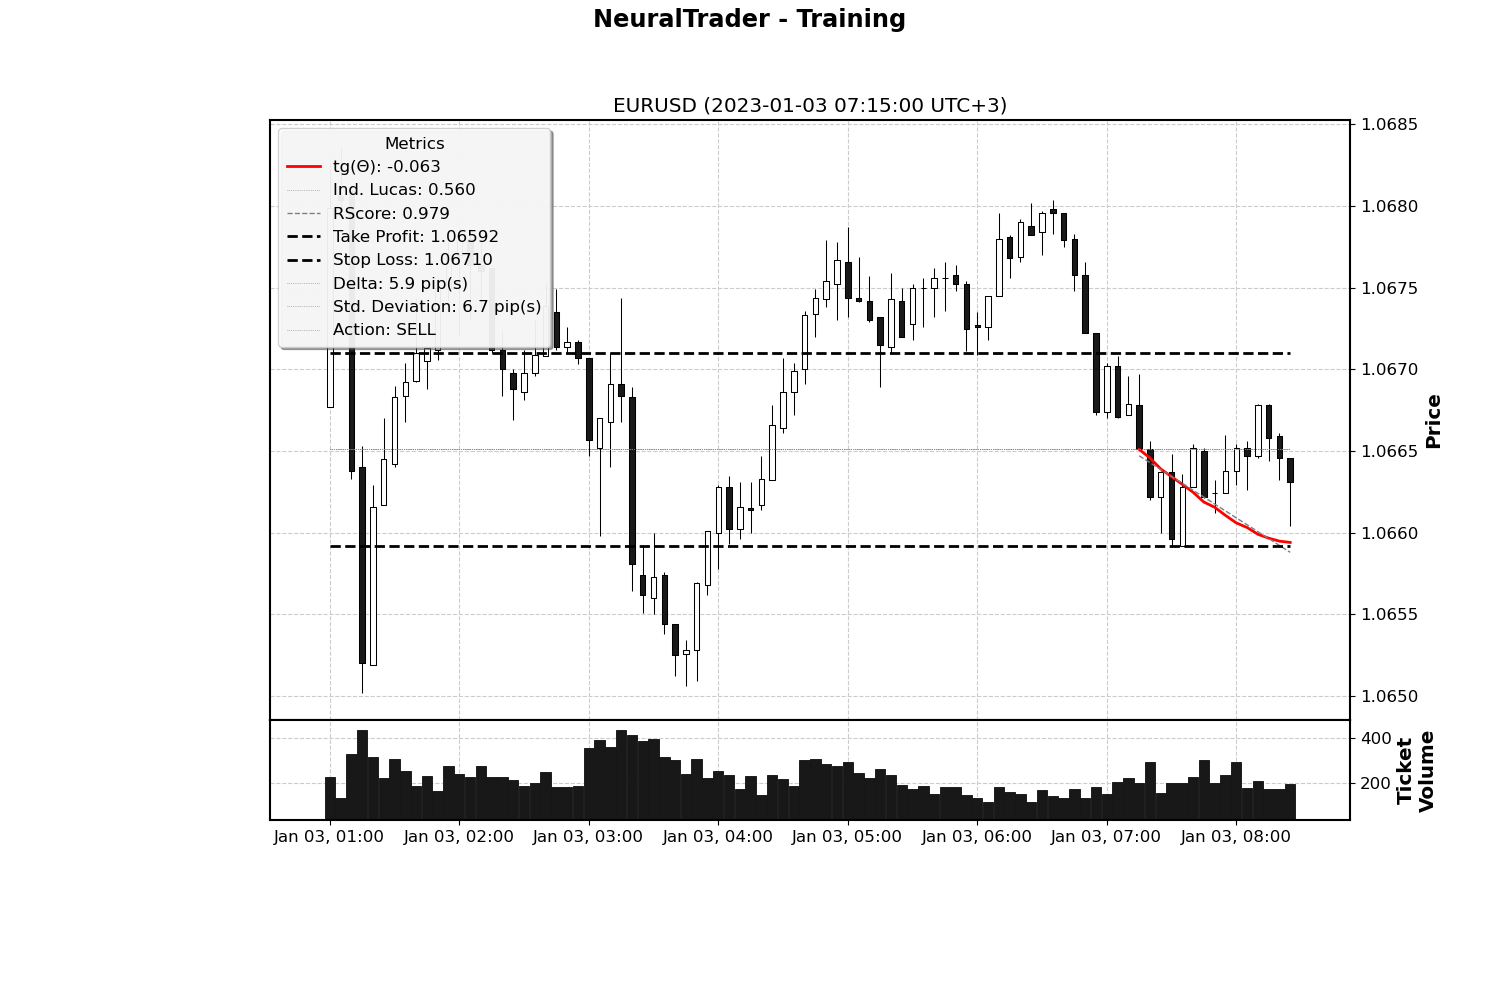 NeuralTrader - Training
EURUSD (2023-01-03 07:15:00 UTC+3)
Metrics
tg(Θ): -0.063
Ind. Lucas: 0.560
RScore: 0.979
Take Profit: 1.06592
Stop Loss: 1.06710
Delta: 5.9 pip(s)
Std. Deviation: 6.7 pip(s)
Action: SELL
1.0685
1.0680
1.0675
1.0670
1.0665
1.0660
1.0655
1.0650
Price
400
200
Ticket
Volume
Jan 03, 01:00
Jan 03, 02:00
Jan 03, 03:00
Jan 03, 04:00
Jan 03, 05:00
Jan 03, 06:00
Jan 03, 07:00
Jan 03, 08:00